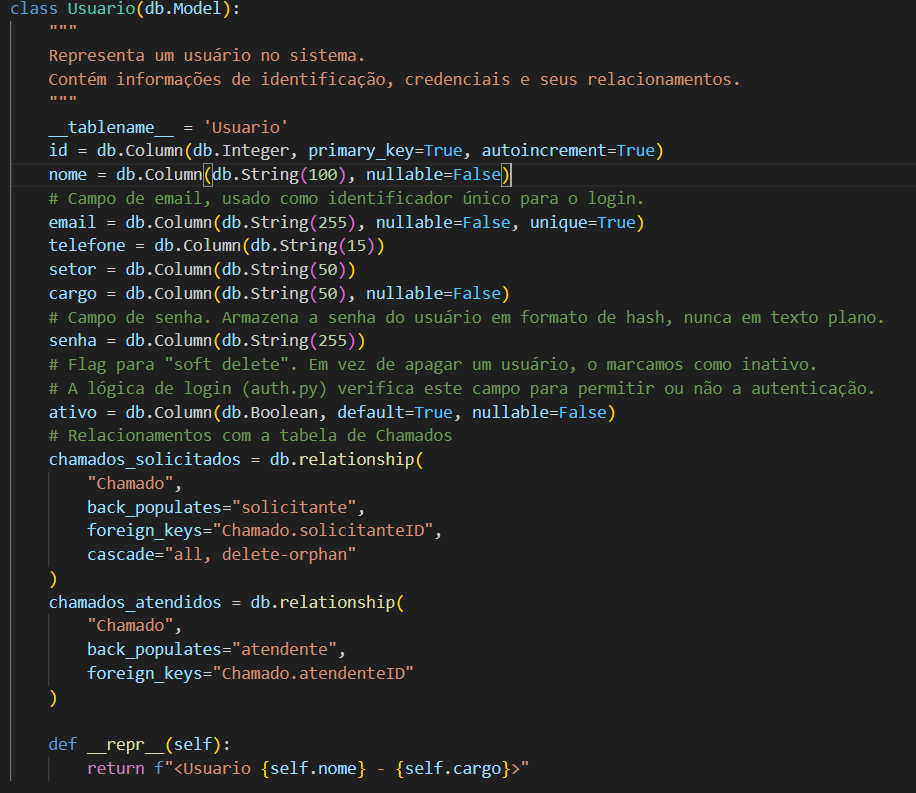 class Usuario(db.Model):
    """
    Representa um usuário no sistema.
    Contém informações de identificação, credenciais e seus relacionamentos.
    """
    __tablename__ = 'Usuario'
    id = db.Column(db.Integer, primary_key=True, autoincrement=True)
    nome = db.Column(db.String(100), nullable=False)
    # Campo de email, usado como identificador único para o login.
    email = db.Column(db.String(255), nullable=False, unique=True)
    telefone = db.Column(db.String(15))
    setor = db.Column(db.String(50))
    cargo = db.Column(db.String(50), nullable=False)
    # Campo de senha. Armazena a senha do usuário em formato de hash, nunca em texto plano.
    senha = db.Column(db.String(255))
    # Flag para "soft delete". Em vez de apagar um usuário, o marcamos como inativo.
    # A lógica de login (auth.py) verifica este campo para permitir ou não a autenticação.
    ativo = db.Column(db.Boolean, default=True, nullable=False)
    # Relacionamentos com a tabela de Chamados
    chamados_solicitados = db.relationship(
        "Chamado",
        back_populates="solicitante",
        foreign_keys="Chamado.solicitanteID",
        cascade="all, delete-orphan"
    )
    chamados_atendidos = db.relationship(
        "Chamado",
        back_populates="atendente",
        foreign_keys="Chamado.atendenteID"
    )

    def __repr__(self):
        return f"<Usuario {self.nome} - {self.cargo}>"